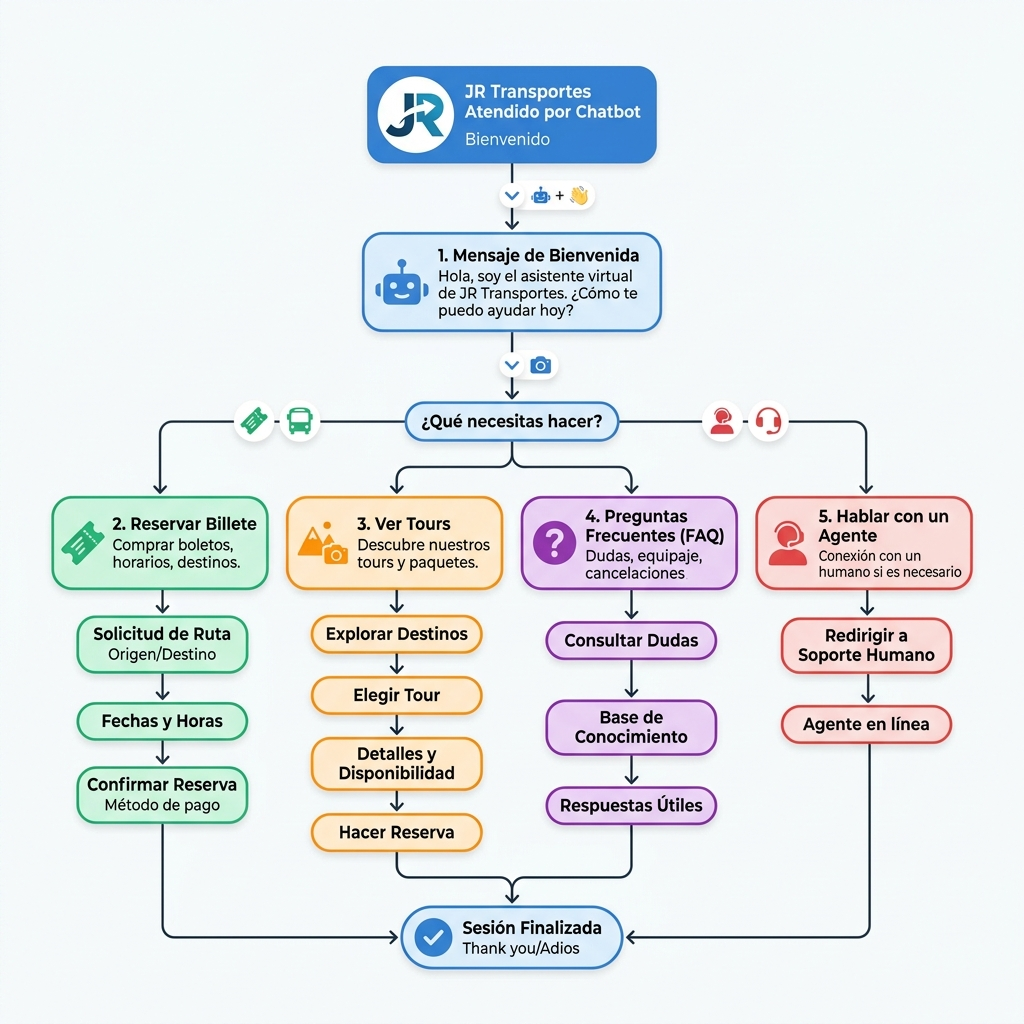 JR
JR Transportes
Atendido por Chatbot
Bienvenido
+
1. Mensaje de Bienvenida
Hola, soy el asistente virtual
de JR Transportes. ¿Cómo te
puedo ayudar hoy?
¿Qué necesitas hacer?
2. Reservar Billete
Comprar boletos,
horarios, destinos.
Solicitud de Ruta
Origen/Destino
Fechas y Horas
Confirmar Reserva
Método de pago
3. Ver Tours
Descubre nuestros
tours y paquetes.
Explorar Destinos
Elegir Tour
Detalles y
Disponibilidad
Hacer Reserva
?
4. Preguntas
Frecuentes (FAQ)
Dudas, equipaje,
cancelaciones
Consultar Dudas
Base de
Conocimiento
Respuestas Útiles
5. Hablar con un
Agente
Conexión con un
humano si es necesario
Redirigir a
Soporte Humano
Agente en línea
Sesión Finalizada
Thank you/Adios